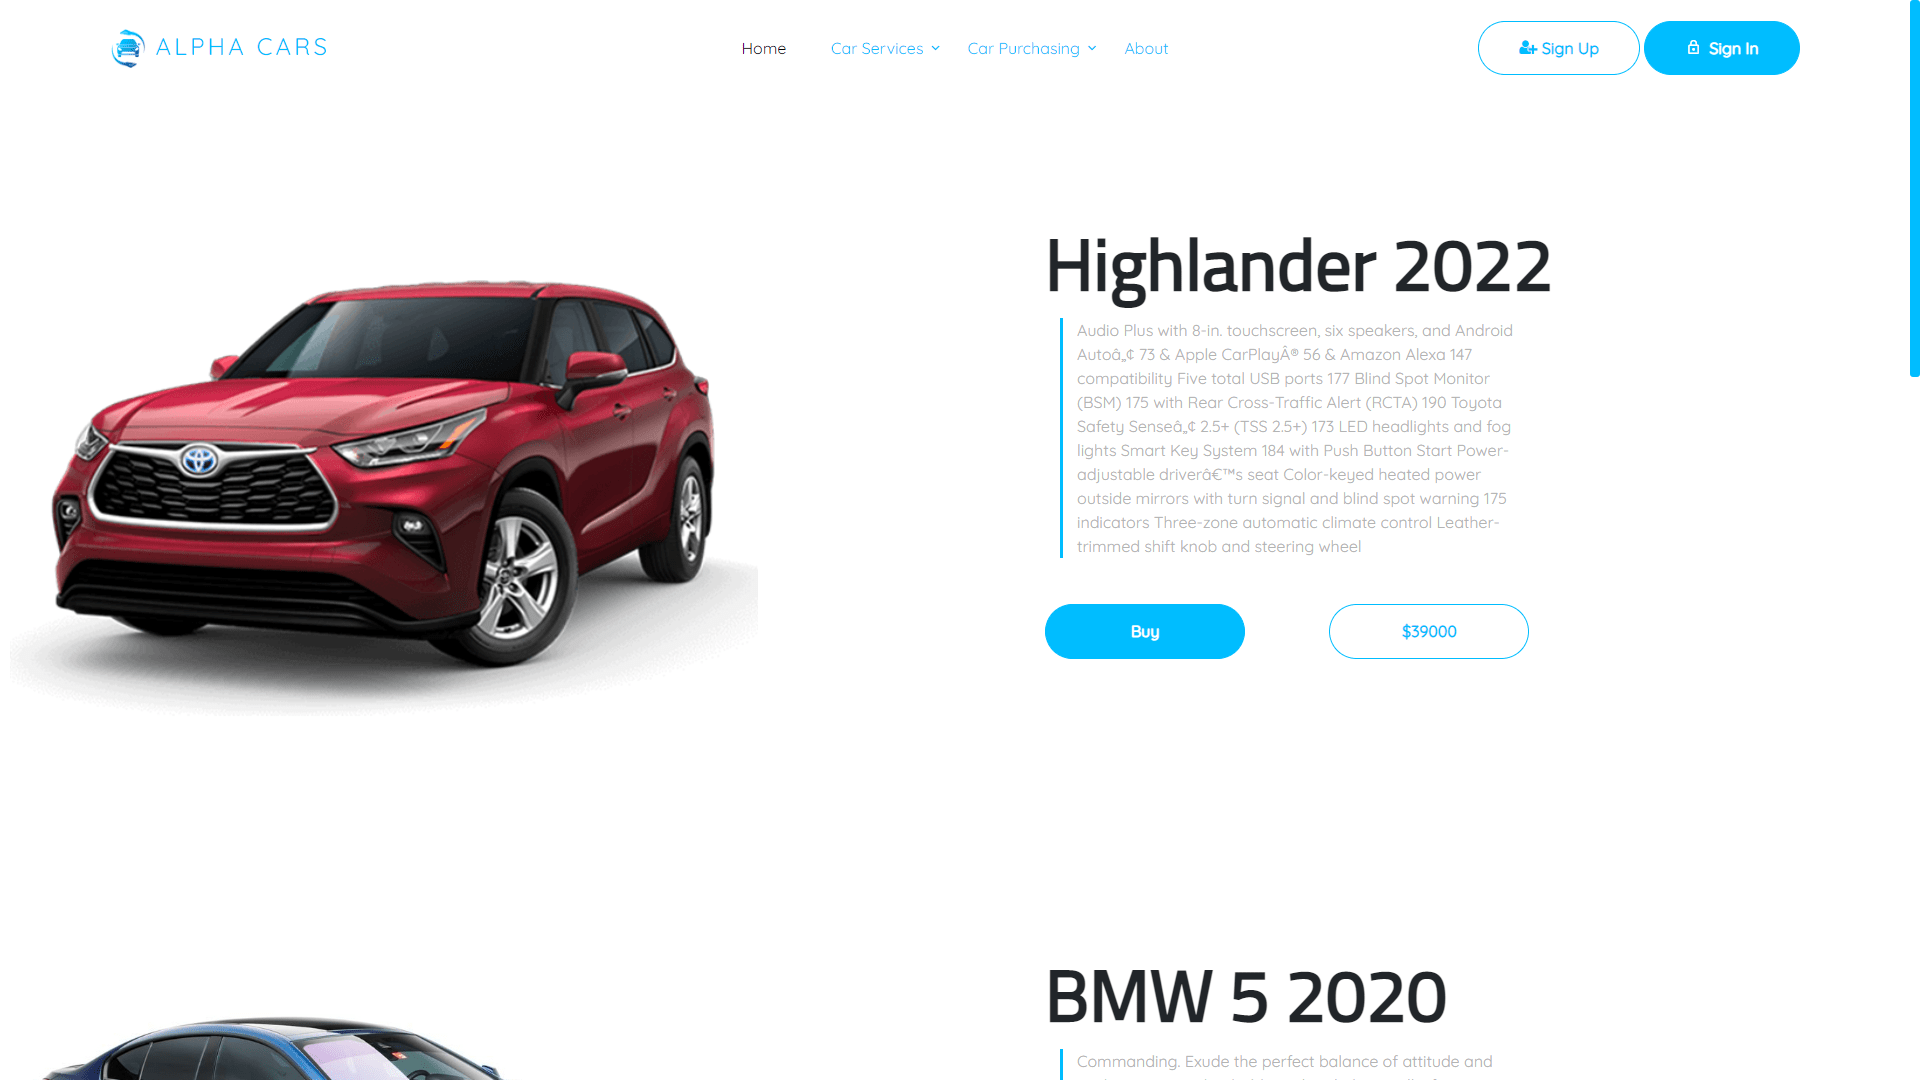 ALPHA CARS
Home
Car Services
Car Purchasing
About
Sign Up
Sign In
Highlander 2022
Audio Plus with 8-in. touchscreen, six speakers, and Android
Autoâ„¢ 73 & Apple CarPlayÂ® 56 & Amazon Alexa 147
compatibility Five total USB ports 177 Blind Spot Monitor
(BSM) 175 with Rear Cross-Traffic Alert (RCTA) 190 Toyota
Safety Senseâ„¢ 2.5+ (TSS 2.5+) 173 LED headlights and fog
lights Smart Key System 184 with Push Button Start Power-
adjustable driverâ€™s seat Color-keyed heated power
outside mirrors with turn signal and blind spot warning 175
indicators Three-zone automatic climate control Leather-
trimmed shift knob and steering wheel
Buy
$39000
BMW 5 2020
Commanding. Exude the perfect balance of attitude and